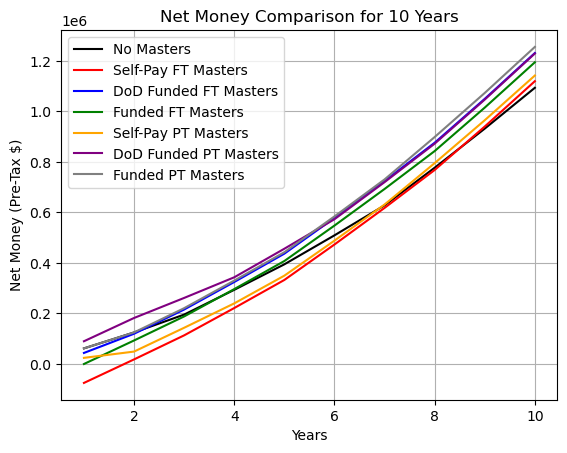 Net Money Comparison for 10 Years
1e6
No Masters
Self-Pay FT Masters
DoD Funded FT Masters
Funded FT Masters
Self-Pay PT Masters
DoD Funded PT Masters
Funded PT Masters
1.2
1.0
0.8
0.6
0.4
0.2
0.0
Net Money (Pre-Tax $)
2 4 6 8 10
Years